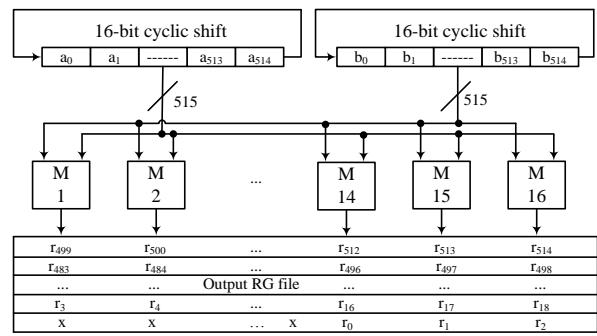 16-bit cyclic shift 16-bit cyclic shift
a0 a1 ------ a513 a514 b0 b1 ------ b513 b514
515 515
M M M M M
1 2 ... 14 15 16
r499 r500 ... r512 r513 r514
r483 r484 ... r496 r497 r498
... ... Output RG file ... ... ...
r3 r4 ... r16 r17 r18
x x ... x r0 r1 r2